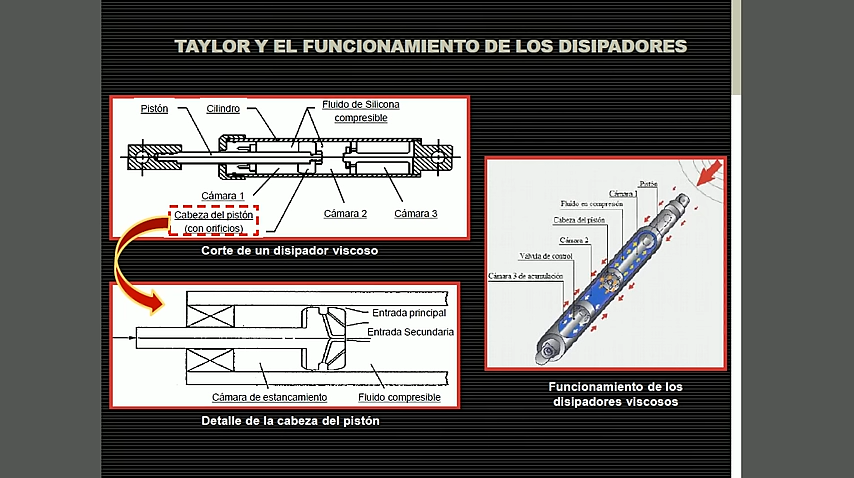 TAYLOR Y EL FUNCIONAMIENTO DE LOS DISIPADORES
Pistón
Cilindro
Fluido de Silicona
compresible
Cámara 1
Cámara 2
Cámara 3
Cabeza del pistón
(con orificios)
Corte de un disipador viscoso
Entrada principal
Entrada Secundaria
Cámara de estancamiento
Fluido compresible
Detalle de la cabeza del pistón
Pistón
Cámara 1
Fluido en compresión
Cabeza del pistón
Cámara 2
Valvula de control
Cámara 3 de acumulación
Funcionamiento de los
disipadores viscosos